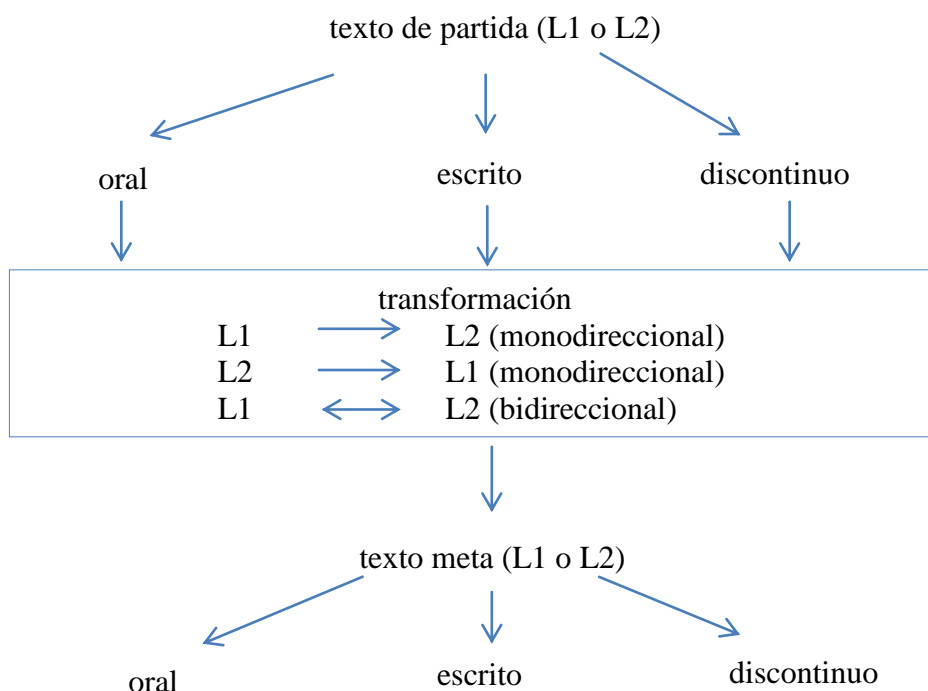 texto de partida (L1 o L2)
oral escrito discontinuo
transformación
L1 L2 (monodireccional)
L2 L1 (monodireccional)
L1 L2 (bidireccional)
texto meta (L1 o L2)
oral escrito discontinuo